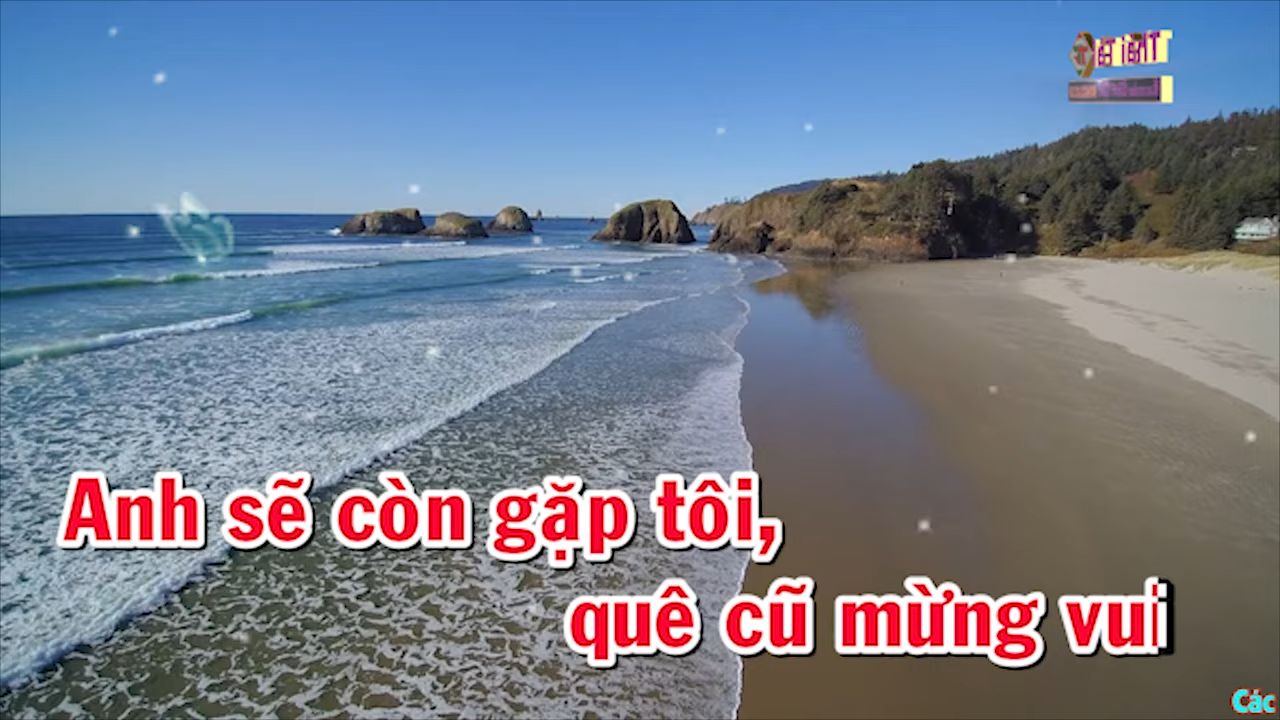 Anh sẽ còn gặp tôi,
quê cũ mừng vui
Các